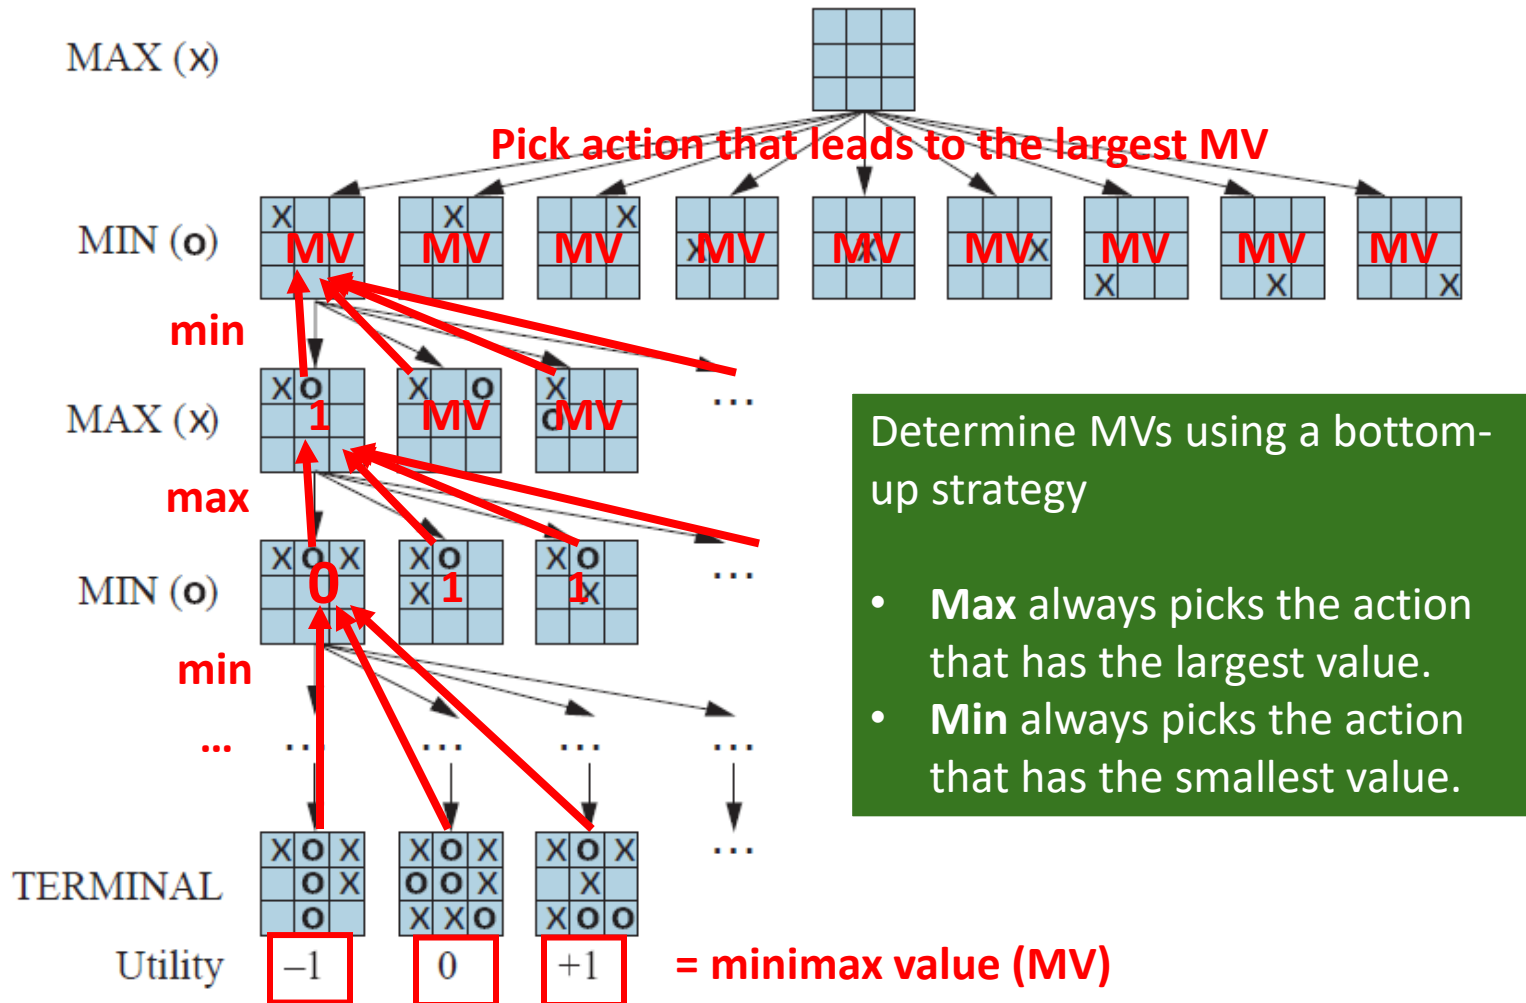 MAX (x)
Pick action that leads to the largest MV
MIN (o)
X
X
X
X
X
X
X
X
X
MV
MV
MV
MV
MV
MV
MV
MV
MV
min
MAX (x)
X O
1
X O
MV
X
O
MV
...
max
MIN (o)
X O X
0
X O
X
1
X O
X
1
...
min
...
... ... ... ...
TERMINAL
X O X
O X
O
X O X
O O X
X X O
X O X
X
X O O
...
Utility
–1
0
+1
= minimax value (MV)
Determine MVs using a bottom-
up strategy
• Max always picks the action
that has the largest value.
• Min always picks the action
that has the smallest value.